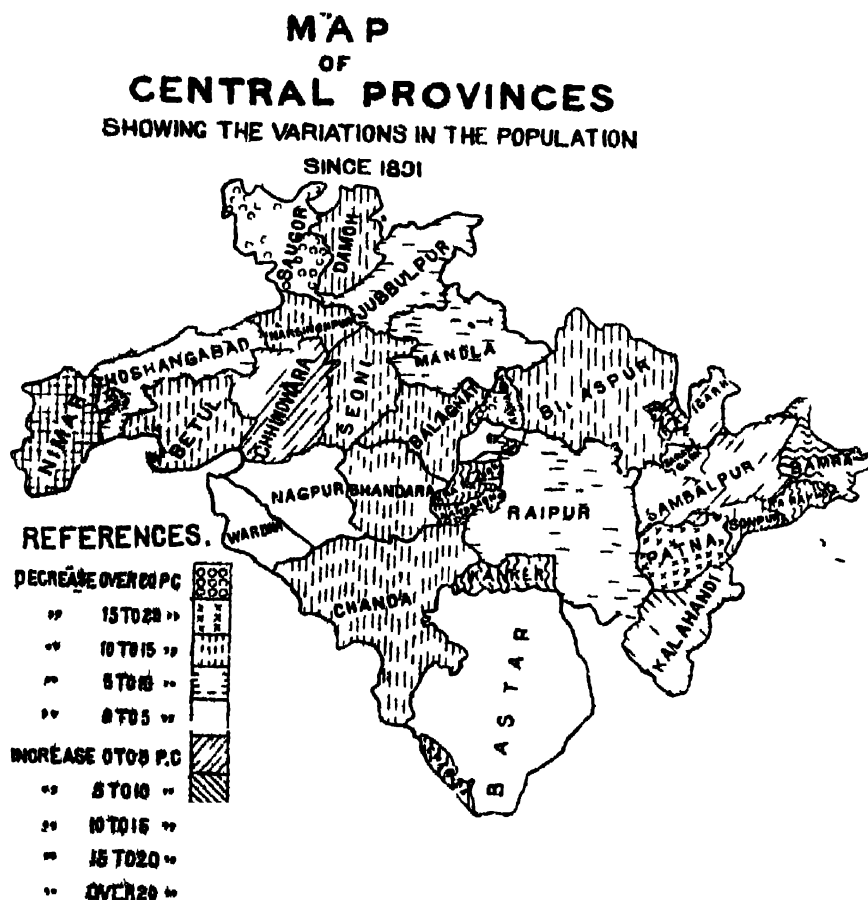 MAP
OF
CENTRAL PROVINCES
SHOWING THE VARIATIONS IN THE POPULATION
SINCE 1891
SAUGOR
DAMOH
JUBBULPUR
NARSINGHPUR
HOSHANGABAD
MANDLA
NIMAR
BETUL
CHHINDWARA
SEONI
BALAGHAT
BILASPUR
SAMBALPUR
BAMRA
NAGPUR
BHANDARA
RAIPUR
SONPUR
WARDHA
PATNA
KANKER
CHANDA
KALAHANDI
BASTAR
REFERENCES.
DECREASE OVER 20 P.C
" 15 TO 20 "
" 10 TO 15 "
" 5 TO 10 "
" 0 TO 5 "
INCREASE 0 TO 5 P.C
" 5 TO 10 "
" 10 TO 15 "
" 15 TO 20 "
" OVER 20 "